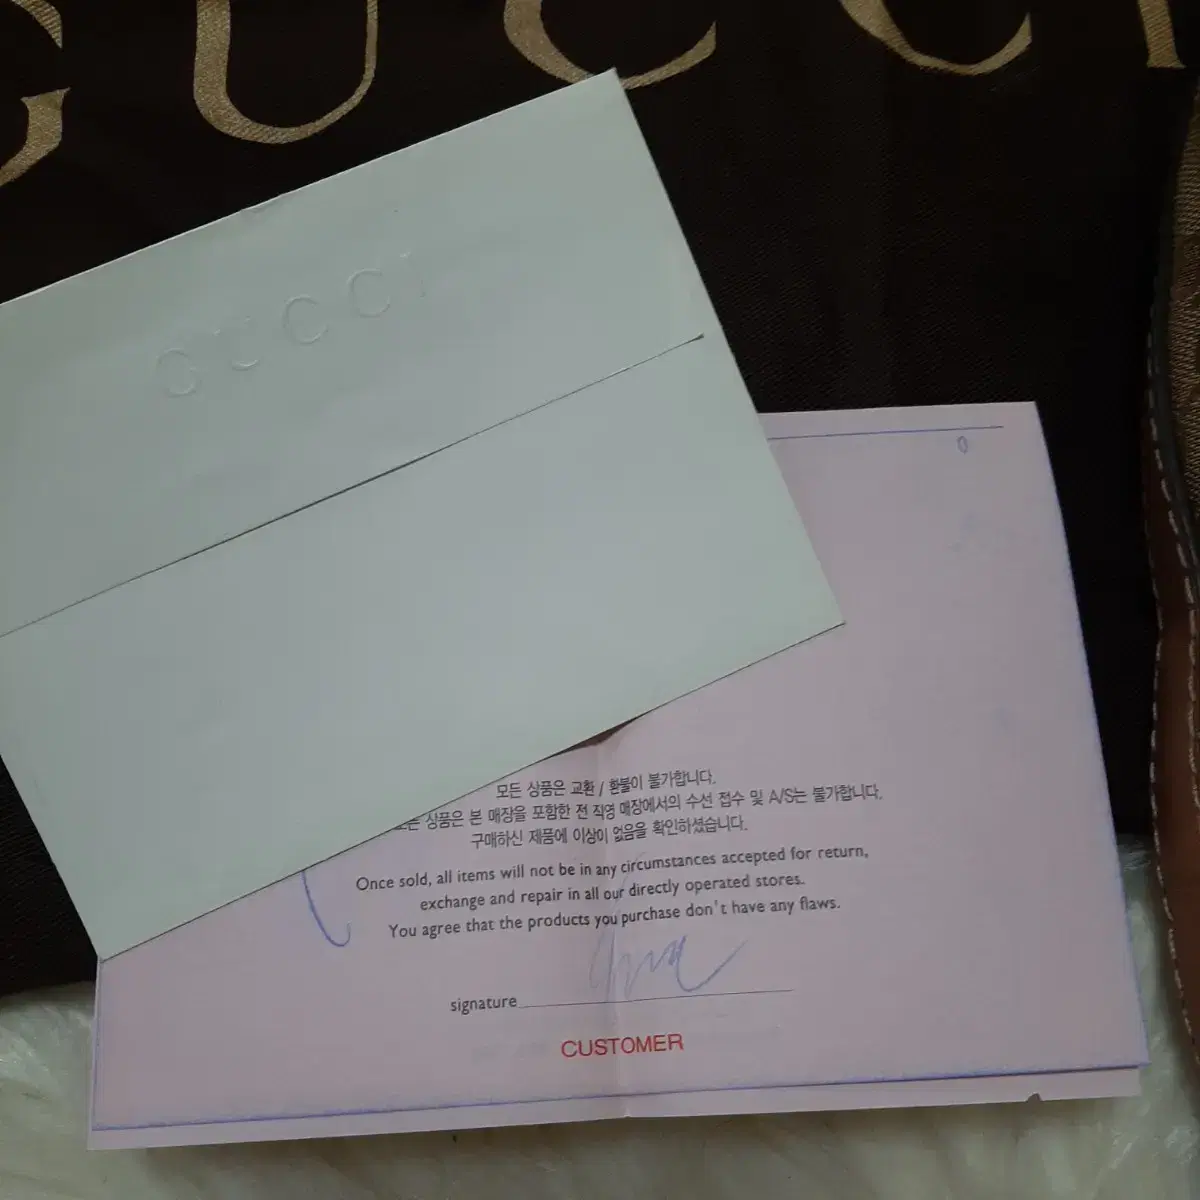 GUCCI
GUCCI
모든 상품은 교환 / 환불이 불가합니다.
상품은 본 매장을 포함한 전 직영 매장에서의 수선 접수 및 A/S는 불가합니다.
구매하신 제품에 이상이 없음을 확인하셨습니다.
Once sold, all items will not be in any circumstances accepted for return,
exchange and repair in all our directly operated stores.
You agree that the products you purchase don't have any flaws.
signature
CUSTOMER